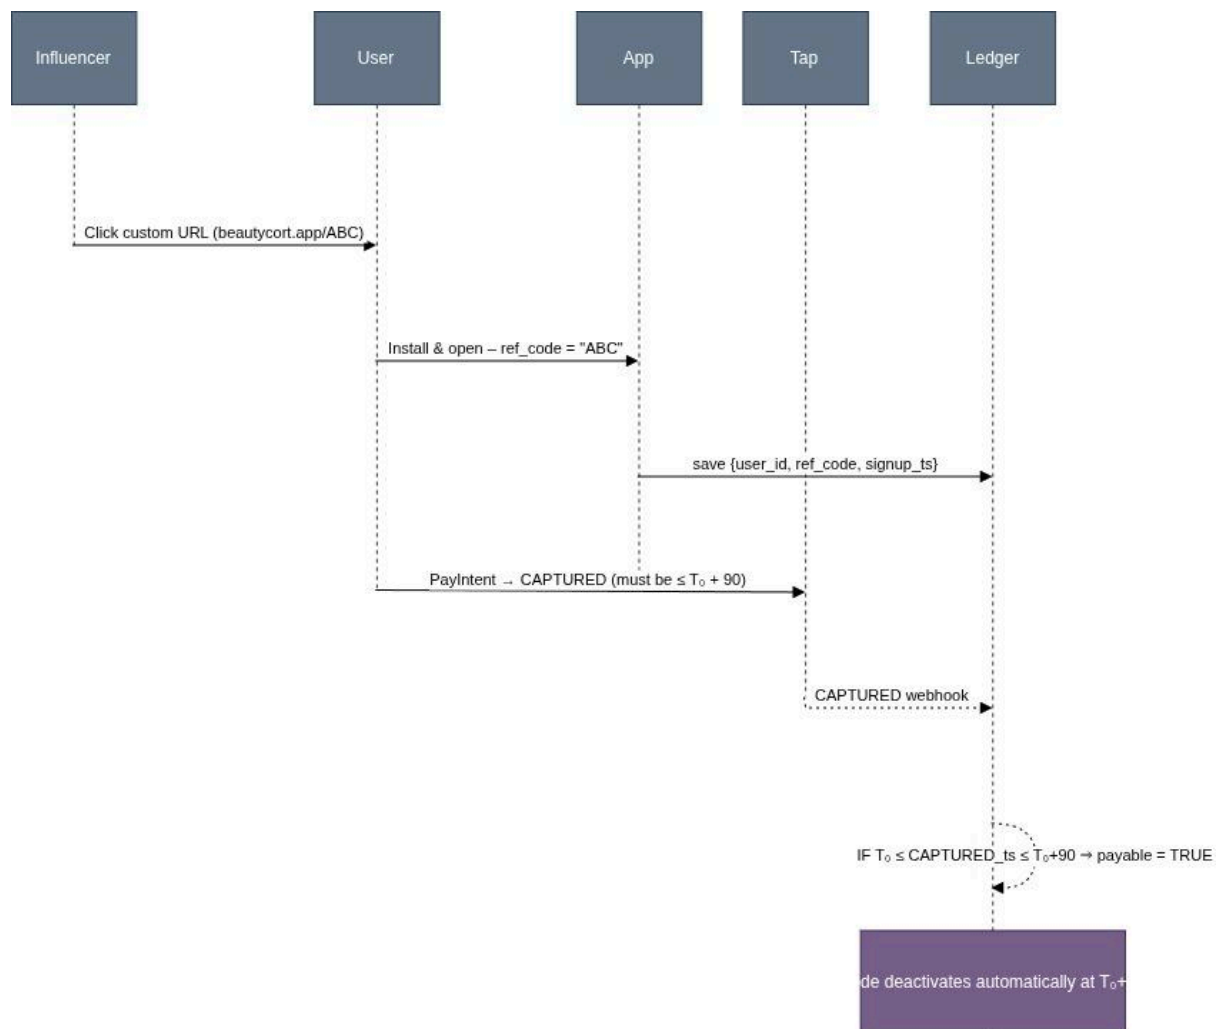 Influencer
User
App
Tap
Ledger
Click custom URL (beautycort.app/ABC)
Install & open – ref_code = "ABC"
save {user_id, ref_code, signup_ts}
PayIntent → CAPTURED (must be ≤ T₀ + 90)
CAPTURED webhook
IF T₀ ≤ CAPTURED_ts ≤ T₀+90 ⇒ payable = TRUE
de deactivates automatically at T₀+